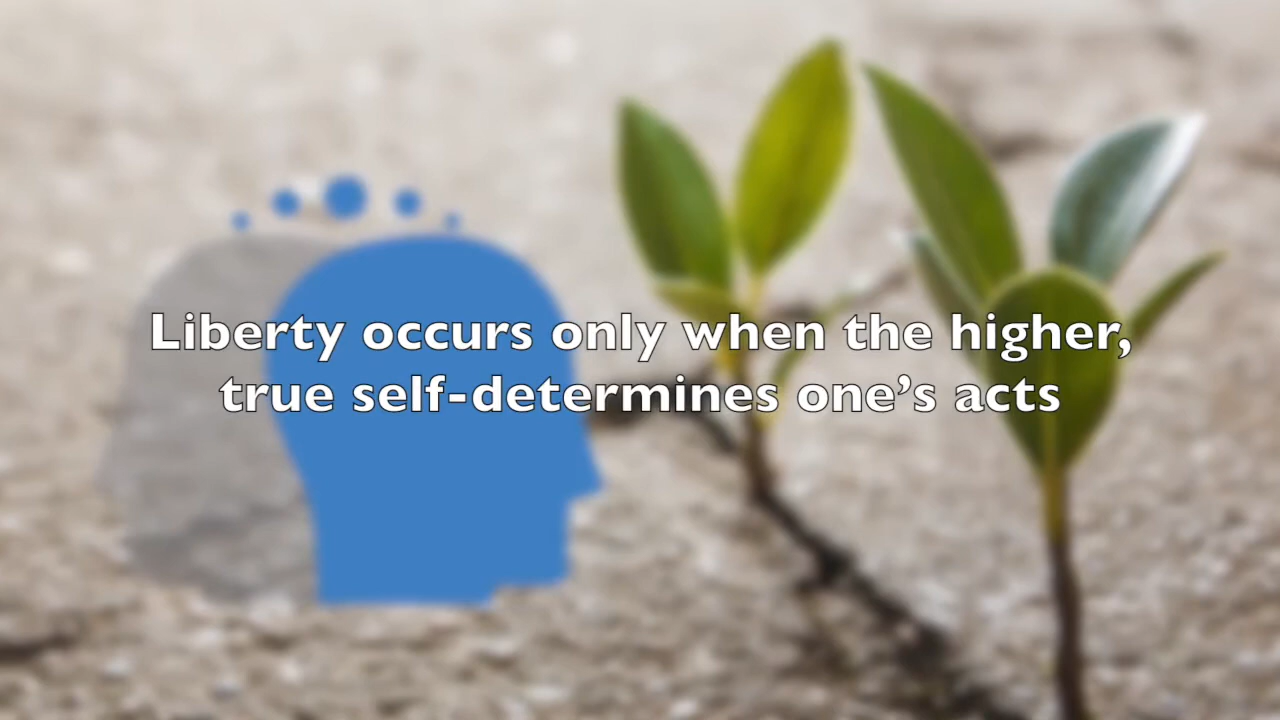 Liberty occurs only when the higher,
true self-determines one’s acts